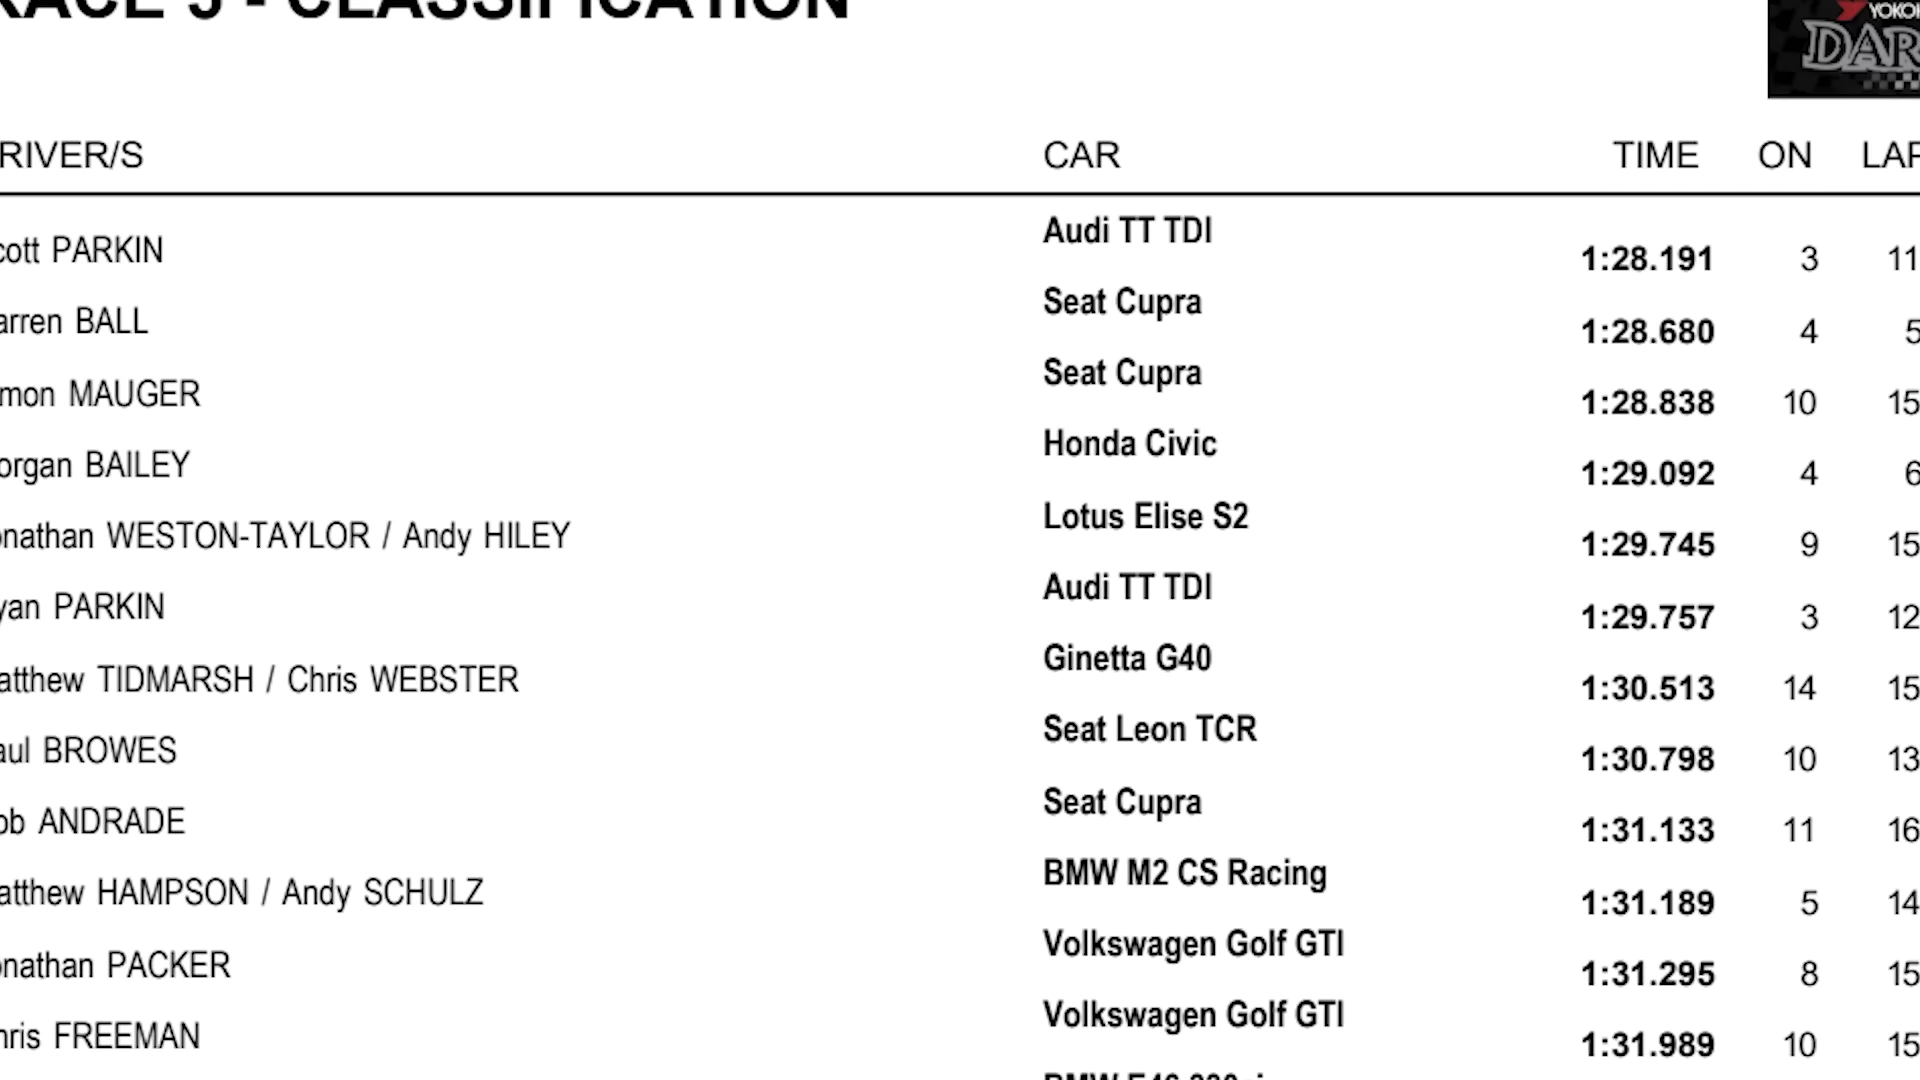 RACE 5 - CLASSIFICATION
YOKOH
DAR
RIVER/S CAR TIME ON LAP
cott PARKIN Audi TT TDI 1:28.191 3 11
arren BALL Seat Cupra 1:28.680 4 5
mon MAUGER Seat Cupra 1:28.838 10 15
organ BAILEY Honda Civic 1:29.092 4 6
onathan WESTON-TAYLOR / Andy HILEY Lotus Elise S2 1:29.745 9 15
yan PARKIN Audi TT TDI 1:29.757 3 12
atthew TIDMARSH / Chris WEBSTER Ginetta G40 1:30.513 14 15
aul BROWES Seat Leon TCR 1:30.798 10 13
ob ANDRADE Seat Cupra 1:31.133 11 16
atthew HAMPSON / Andy SCHULZ BMW M2 CS Racing 1:31.189 5 14
onathan PACKER Volkswagen Golf GTI 1:31.295 8 15
hris FREEMAN Volkswagen Golf GTI 1:31.989 10 15
BMW E46